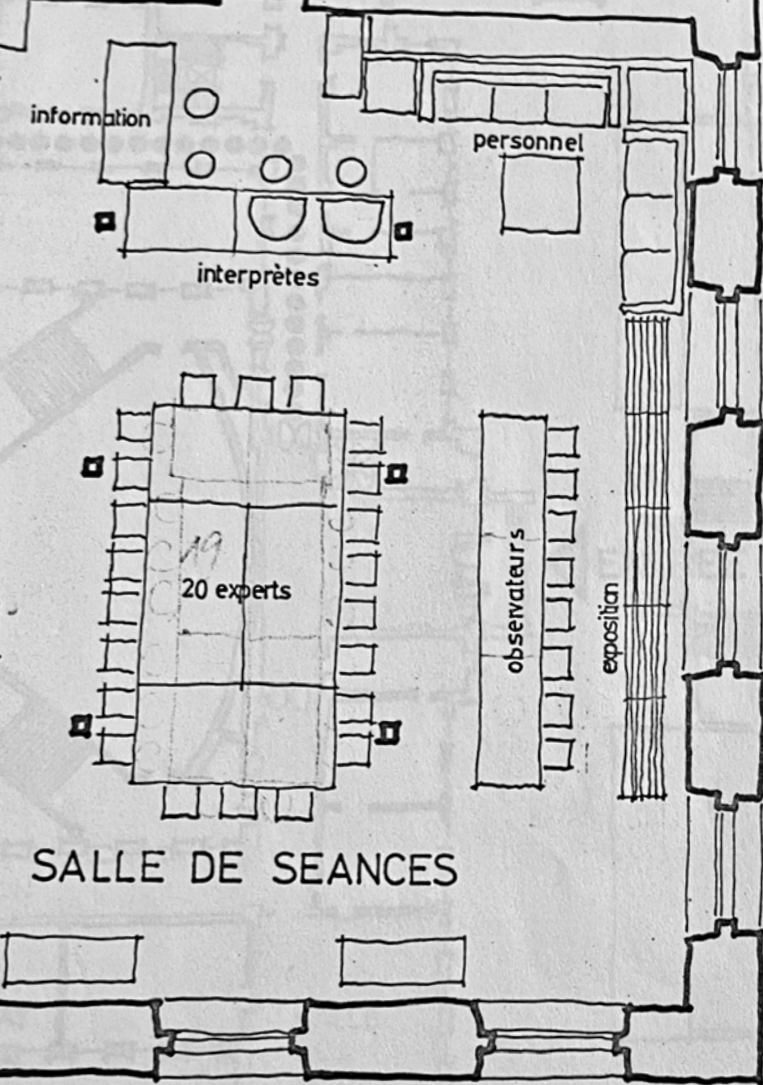 information
personnel
interprètes
19
20 experts
observateurs
exposition
SALLE DE SEANCES